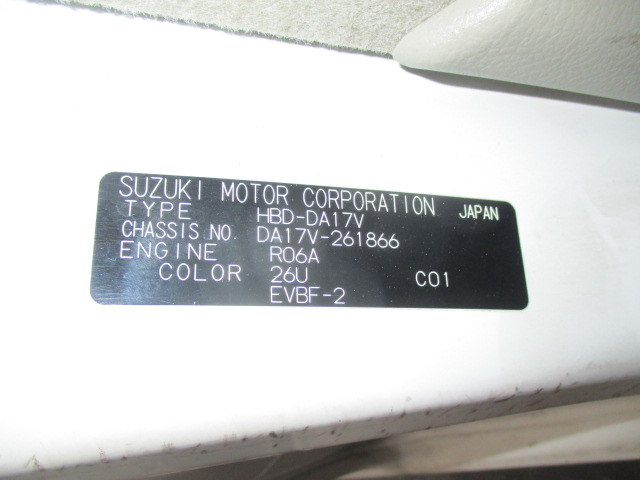 SUZUKI MOTOR CORPORATION JAPAN
TYPE HBD-DA17V
CHASSIS NO. DA17V-261866
ENGINE R06A
COLOR 26U C01
EVBF-2